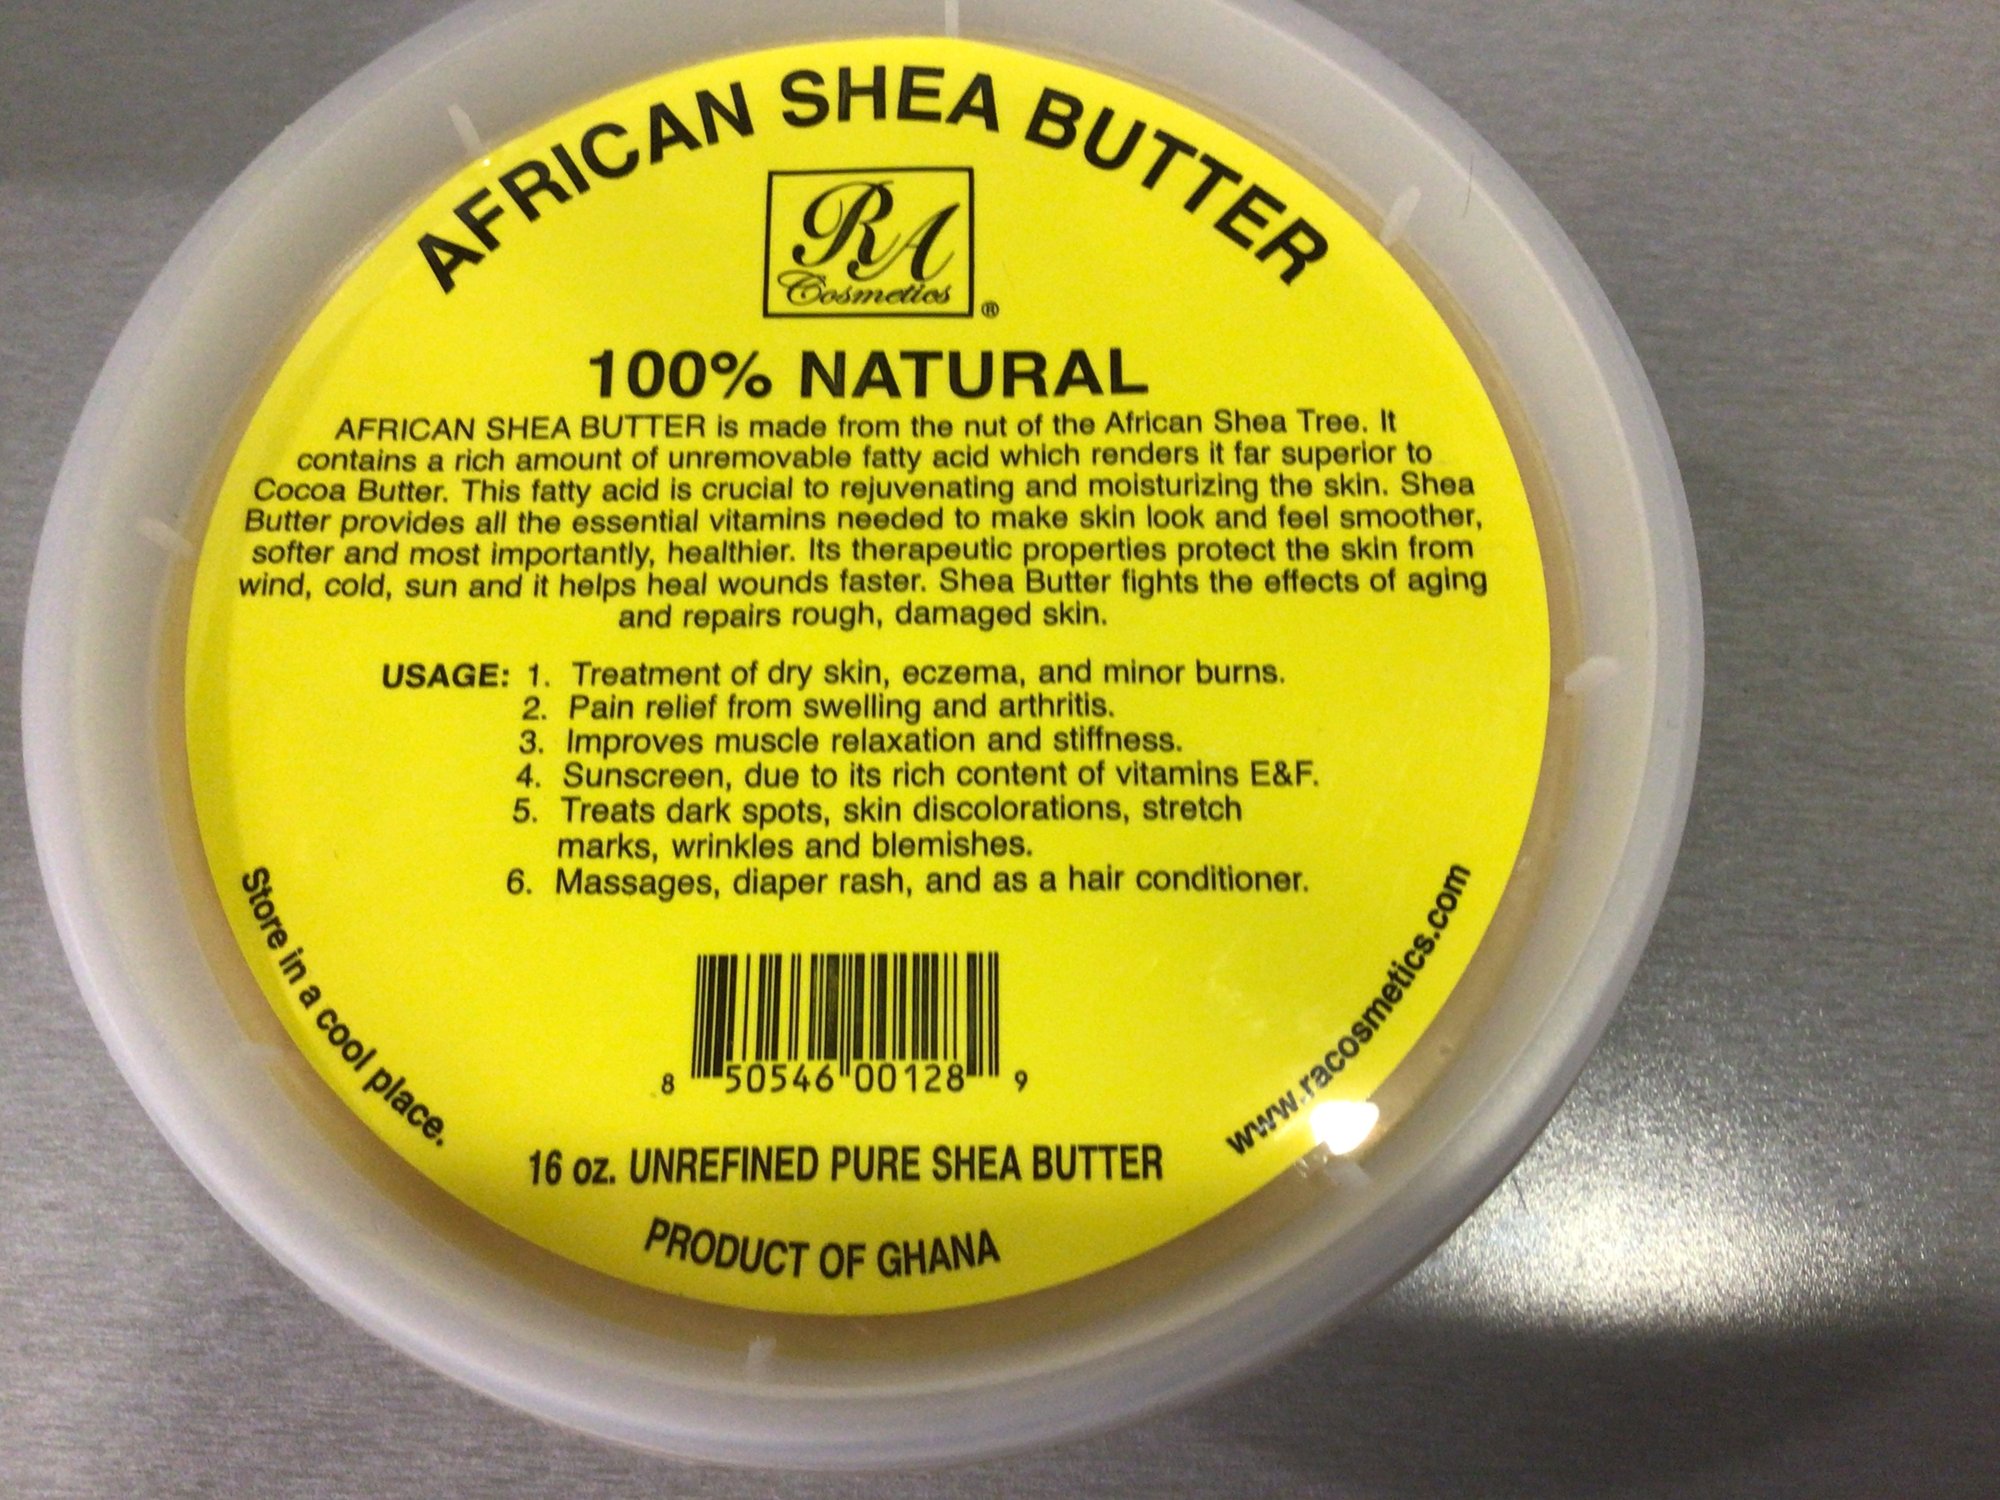 AFRICAN SHEA BUTTER
RA
Cosmetics
®
100% NATURAL
AFRICAN SHEA BUTTER is made from the nut of the African Shea Tree. It
contains a rich amount of unremovable fatty acid which renders it far superior to
Cocoa Butter. This fatty acid is crucial to rejuvenating and moisturizing the skin. Shea
Butter provides all the essential vitamins needed to make skin look and feel smoother,
softer and most importantly, healthier. Its therapeutic properties protect the skin from
wind, cold, sun and it helps heal wounds faster. Shea Butter fights the effects of aging
and repairs rough, damaged skin.
USAGE: 1. Treatment of dry skin, eczema, and minor burns.
2. Pain relief from swelling and arthritis.
3. Improves muscle relaxation and stiffness.
4. Sunscreen, due to its rich content of vitamins E&F.
5. Treats dark spots, skin discolorations, stretch
marks, wrinkles and blemishes.
6. Massages, diaper rash, and as a hair conditioner.
Store in a cool place.
www.racosmetics.com
8 50546 00128 9
16 oz. UNREFINED PURE SHEA BUTTER
PRODUCT OF GHANA